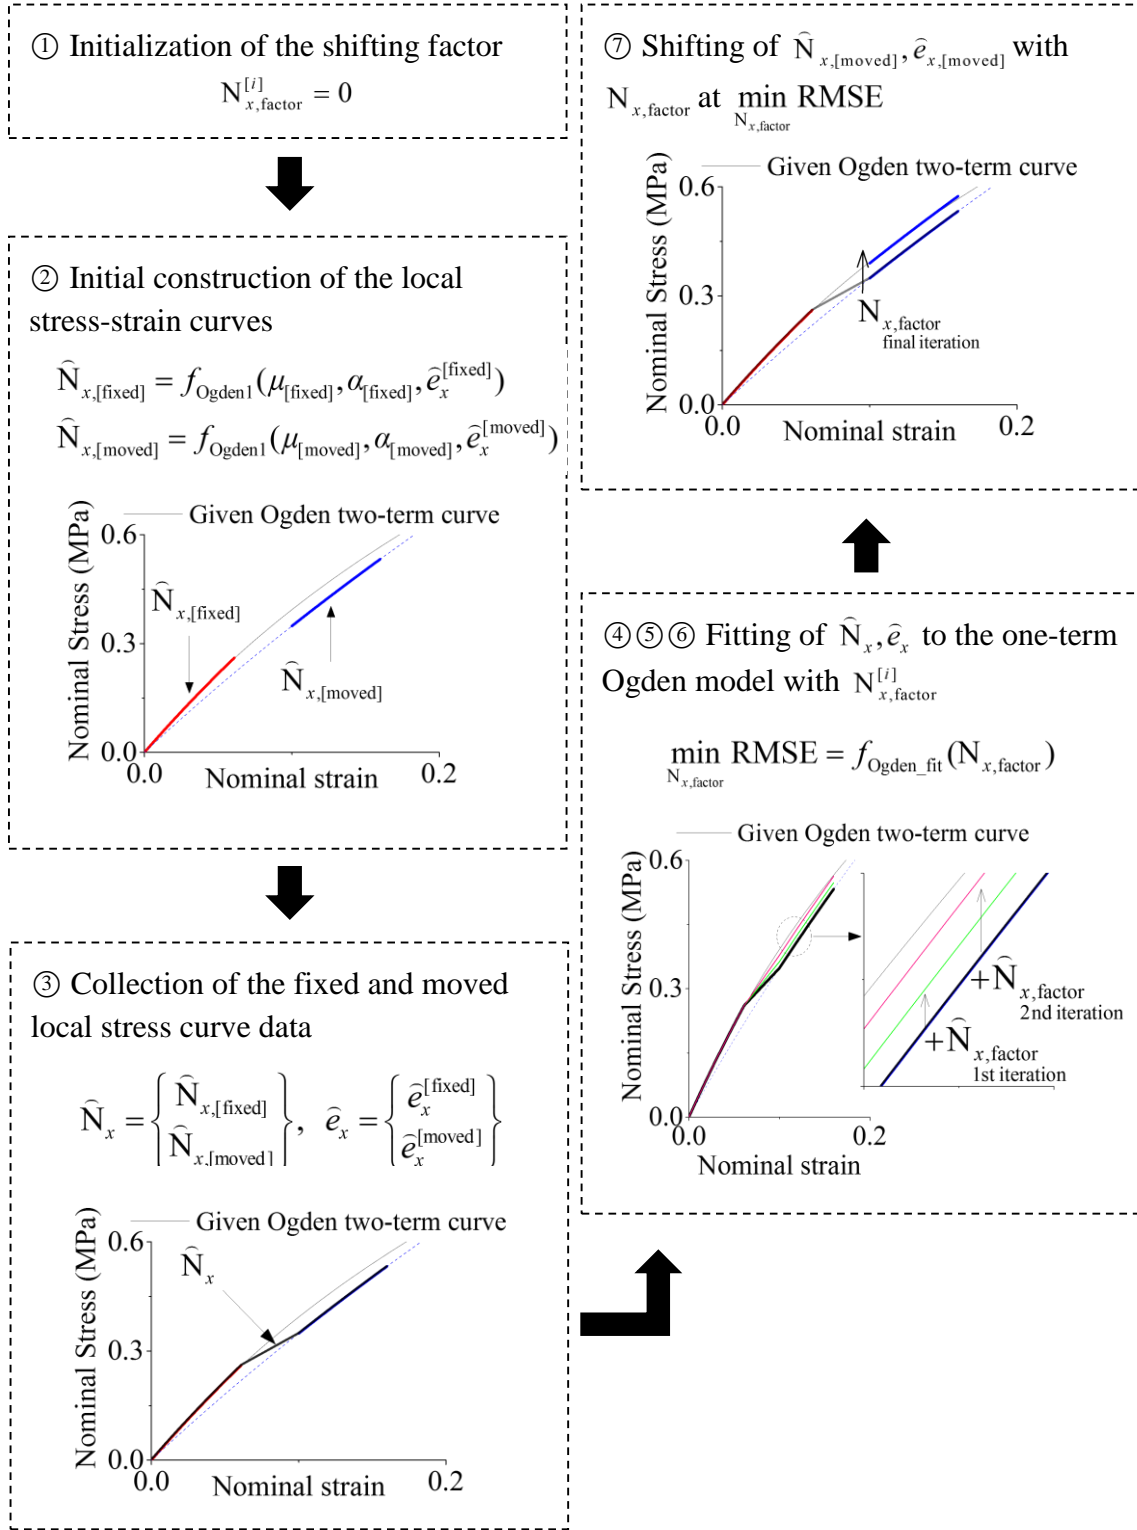 ① Initialization of the shifting factor
N_{x,factor}^{[i]} = 0
② Initial construction of the local
stress-strain curves
N̂_{x,[fixed]} = f_{Ogden1}(μ_{[fixed]}, α_{[fixed]}, ê_x^{[fixed]})
N̂_{x,[moved]} = f_{Ogden1}(μ_{[moved]}, α_{[moved]}, ê_x^{[moved]})
Given Ogden two-term curve
Nominal Stress (MPa)
0.6
0.3
0.0
N̂_{x,[fixed]}
N̂_{x,[moved]}
0.0
0.2
Nominal strain
③ Collection of the fixed and moved
local stress curve data
N̂_x = {N̂_{x,[fixed]} N̂_{x,[moved]}}, ê_x = {ê_x^{[fixed]} ê_x^{[moved]}}
Given Ogden two-term curve
Nominal Stress (MPa)
0.6
0.3
0.0
N̂_x
0.0
0.2
Nominal strain
④⑤⑥ Fitting of N̂_x, ê_x to the one-term
Ogden model with N_{x,factor}^{[i]}
min_{N_{x,factor}} RMSE = f_{Ogden_fit}(N_{x,factor})
Given Ogden two-term curve
Nominal Stress (MPa)
0.6
0.3
0.0
+N̂_{x,factor}
2nd iteration
+N̂_{x,factor}
1st iteration
0.0
0.2
Nominal strain
⑦ Shifting of N̂_{x,[moved]}, ê_{x,[moved]} with
N_{x,factor} at min_{N_{x,factor}} RMSE
Given Ogden two-term curve
Nominal Stress (MPa)
0.6
0.3
0.0
N_{x,factor}
final iteration
0.0
0.2
Nominal strain